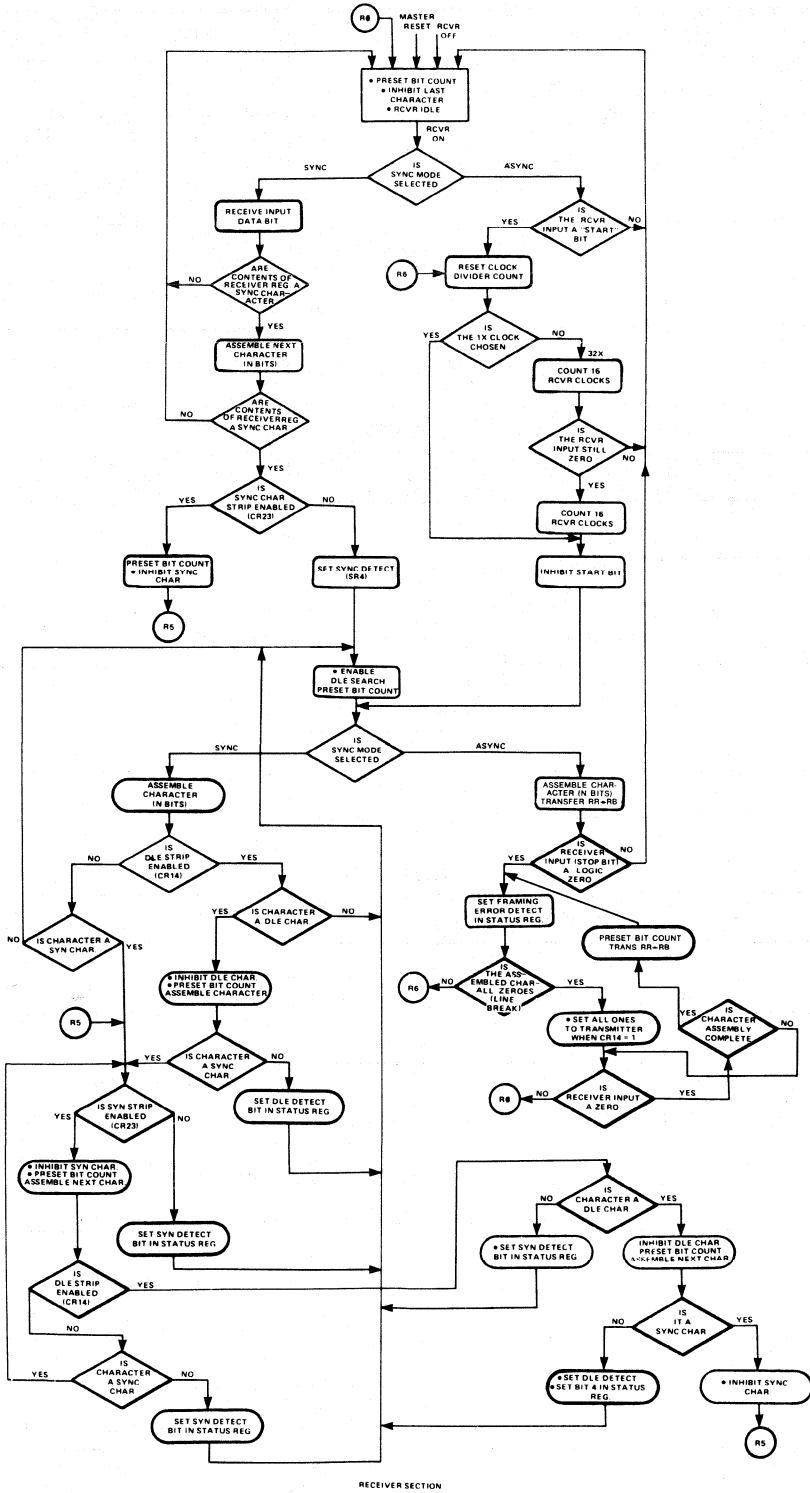 R0
MASTER
RESET
RCVR
OFF
• PRESET BIT COUNT
• INHIBIT LAST
CHARACTER
• RCVR IDLE
RCVR
ON
IS
SYNC MODE
SELECTED
SYNC
ASYNC
RECEIVE INPUT
DATA BIT
IS
THE RCVR
INPUT A "START"
BIT
YES
NO
ARE
CONTENTS OF
RECEIVER REG. A
SYNC CHAR-
ACTER
NO
YES
R6
RESET CLOCK
DIVIDER COUNT
IS
THE 1X CLOCK
CHOSEN
YES
NO
32X
ASSEMBLE NEXT
CHARACTER
(N BITS)
COUNT 16
RCVR CLOCKS
ARE
CONTENTS
OF RECEIVER REG
A SYNC CHAR
NO
YES
IS
THE RCVR
INPUT STILL
ZERO
NO
YES
IS
SYNC CHAR
STRIP ENABLED
(CR23)
YES
NO
COUNT 16
RCVR CLOCKS
PRESET BIT COUNT
• INHIBIT SYNC
CHAR
SET SYNC DETECT
(SR4)
INHIBIT START BIT
R5
• ENABLE
DLE SEARCH
PRESET BIT COUNT
IS
SYNC MODE
SELECTED
SYNC
ASYNC
ASSEMBLE
CHARACTER
(N BITS)
ASSEMBLE CHAR-
ACTER (N BITS)
TRANSFER RR→RB
IS
DLE STRIP
ENABLED
(CR14)
NO
YES
IS
RECEIVER
INPUT (STOP BIT)
A LOGIC
ZERO
YES
NO
IS CHARACTER A
SYN CHAR.
NO
YES
IS CHARACTER
A DLE CHAR
YES
NO
SET FRAMING
ERROR DETECT
IN STATUS REG.
PRESET BIT COUNT
TRANS RR→RB
• INHIBIT DLE CHAR.
• PRESET BIT COUNT
ASSEMBLE CHARACTER
R6
NO
IS
THE ASS-
EMBLED CHAR-
ALL ZEROES
(LINE
BREAK)
YES
R5
• SET ALL ONES
TO TRANSMITTER
WHEN CR14 = 1
YES
IS
CHARACTER
ASSEMBLY
COMPLETE
NO
YES
IS CHARACTER
A SYNC
CHAR
NO
SET DLE DETECT
BIT IN STATUS REG
R0
NO
IS
RECEIVER INPUT
A ZERO
YES
IS SYN STRIP
ENABLED
(CR23)
YES
NO
• INHIBIT SYN CHAR.
• PRESET BIT COUNT
ASSEMBLE NEXT CHAR.
IS
CHARACTER A
DLE CHAR
NO
YES
SET SYN DETECT
BIT IN STATUS REG
• SET SYN DETECT
BIT IN STATUS REG
INHIBIT DLE CHAR
PRESET BIT COUNT
ASSEMBLE NEXT CHAR
IS
DLE STRIP
ENABLED
(CR14)
YES
NO
IS
IT A
SYNC CHAR
NO
YES
IS
CHARACTER
A SYNC
CHAR
YES
NO
• SET DLE DETECT
• SET BIT 4 IN STATUS
REG.
• INHIBIT SYNC
CHAR
SET SYN DETECT
BIT IN STATUS REG
R5
RECEIVER SECTION